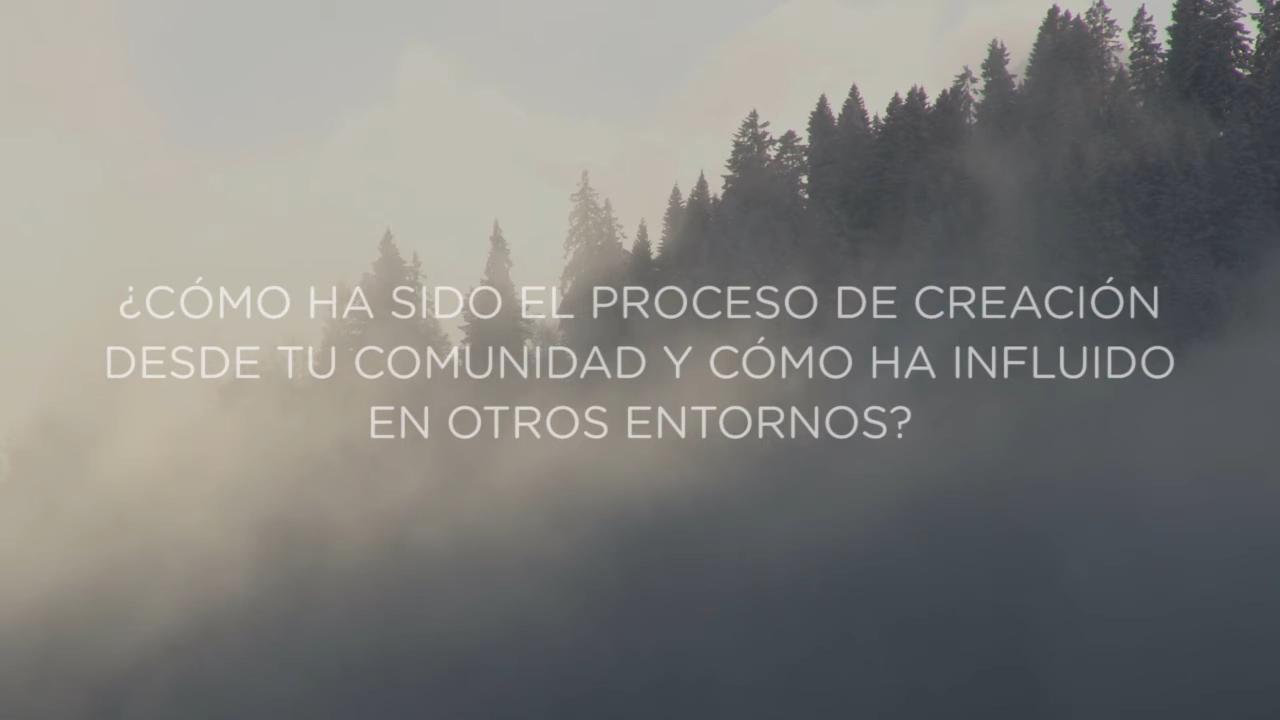 ¿CÓMO HA SIDO EL PROCESO DE CREACIÓN
DESDE TU COMUNIDAD Y CÓMO HA INFLUIDO
EN OTROS ENTORNOS?